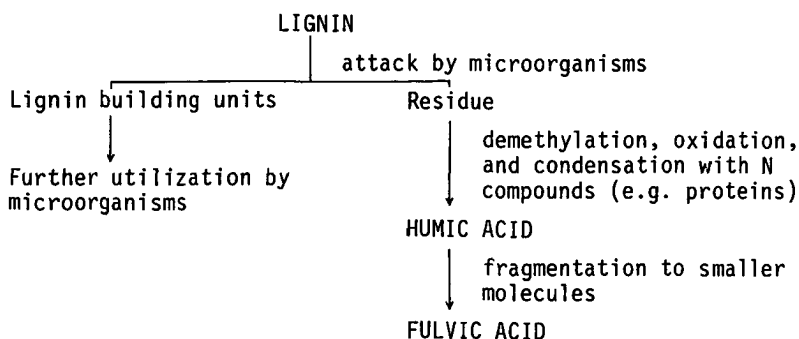 LIGNIN
attack by microorganisms
Lignin building units
Residue
Further utilization by
microorganisms
demethylation, oxidation,
and condensation with N
compounds (e.g. proteins)
HUMIC ACID
fragmentation to smaller
molecules
FULVIC ACID